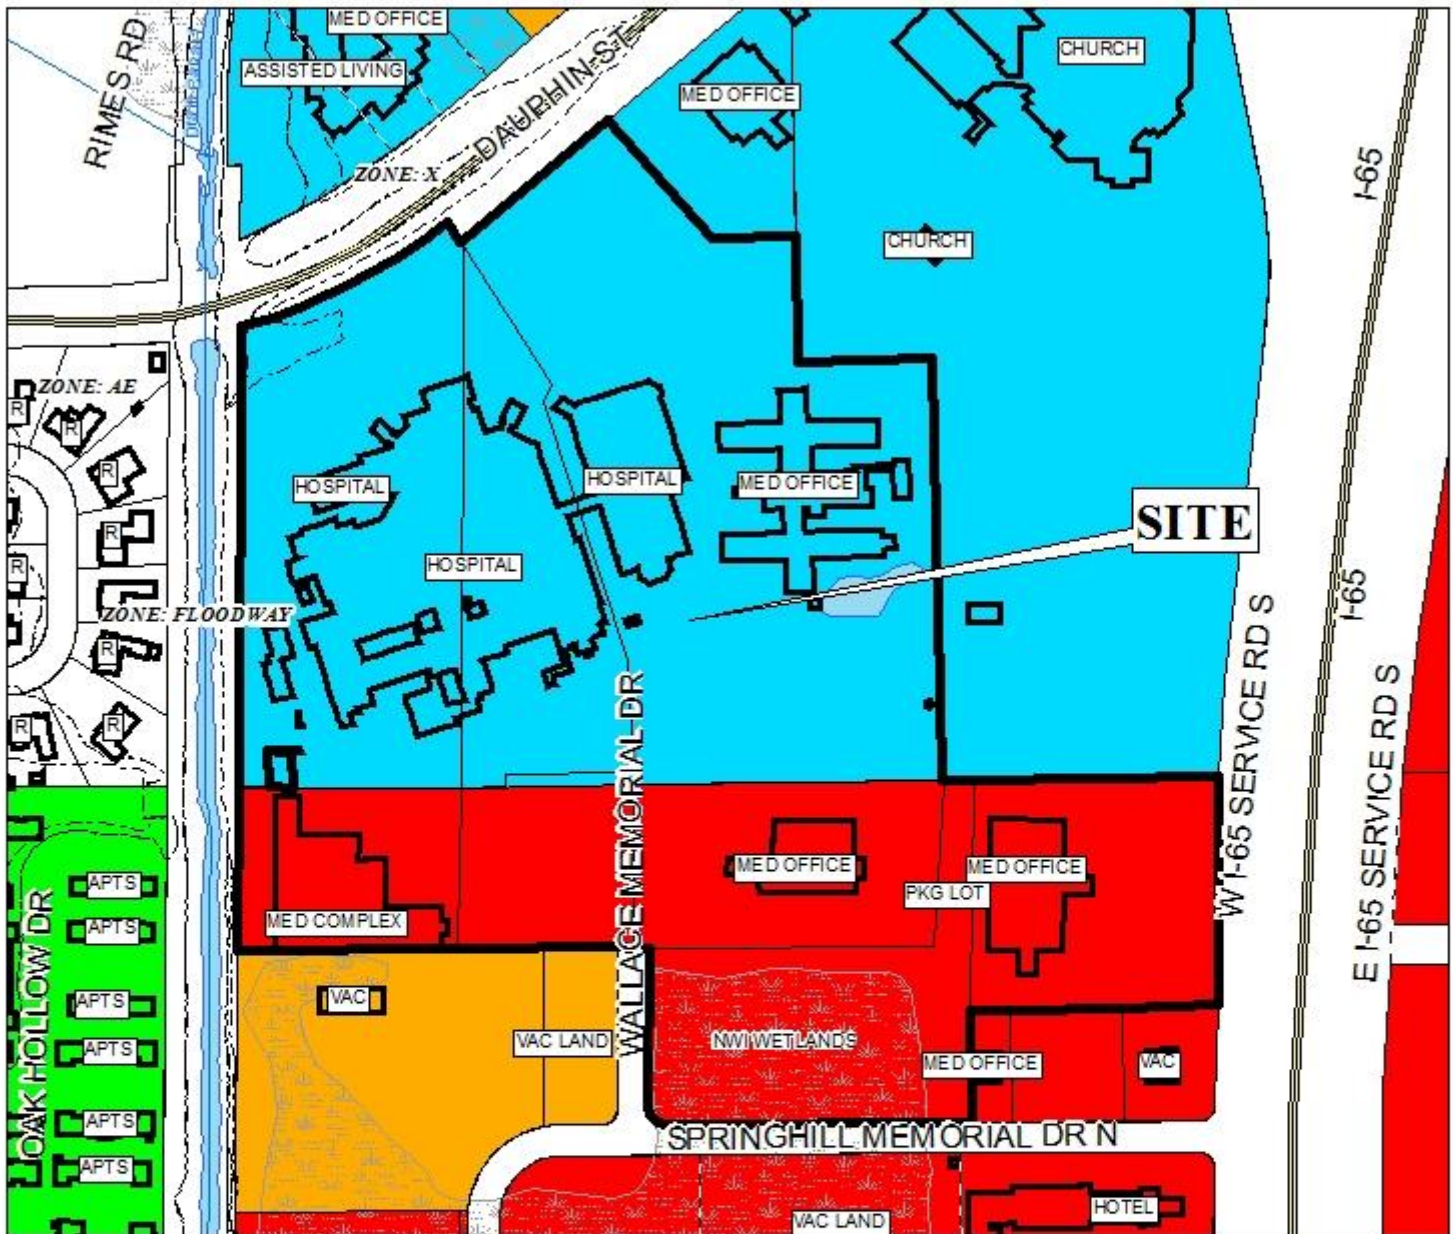 MED OFFICE
RIMES RD
ASSISTED LIVING
CHURCH
DAUPHIN ST
MED OFFICE
ZONE: X
I-65
CHURCH
ZONE: AE
R
R
R
HOSPITAL
HOSPITAL
MED OFFICE
SITE
R
HOSPITAL
R
I-65
ZONE: FLOODWAY
R
R
R
WALLACE MEMORIAL DR
W I-65 SERVICE RD S
E I-65 SERVICE RD S
MED OFFICE
MED OFFICE
APTS
PKG LOT
MED COMPLEX
APTS
OAK HOLLOW DR
VAC
APTS
VAC LAND
NWI WETLANDS
APTS
MED OFFICE
VAC
APTS
SPRINGHILL MEMORIAL DR N
APTS
HOTEL
VAC LAND